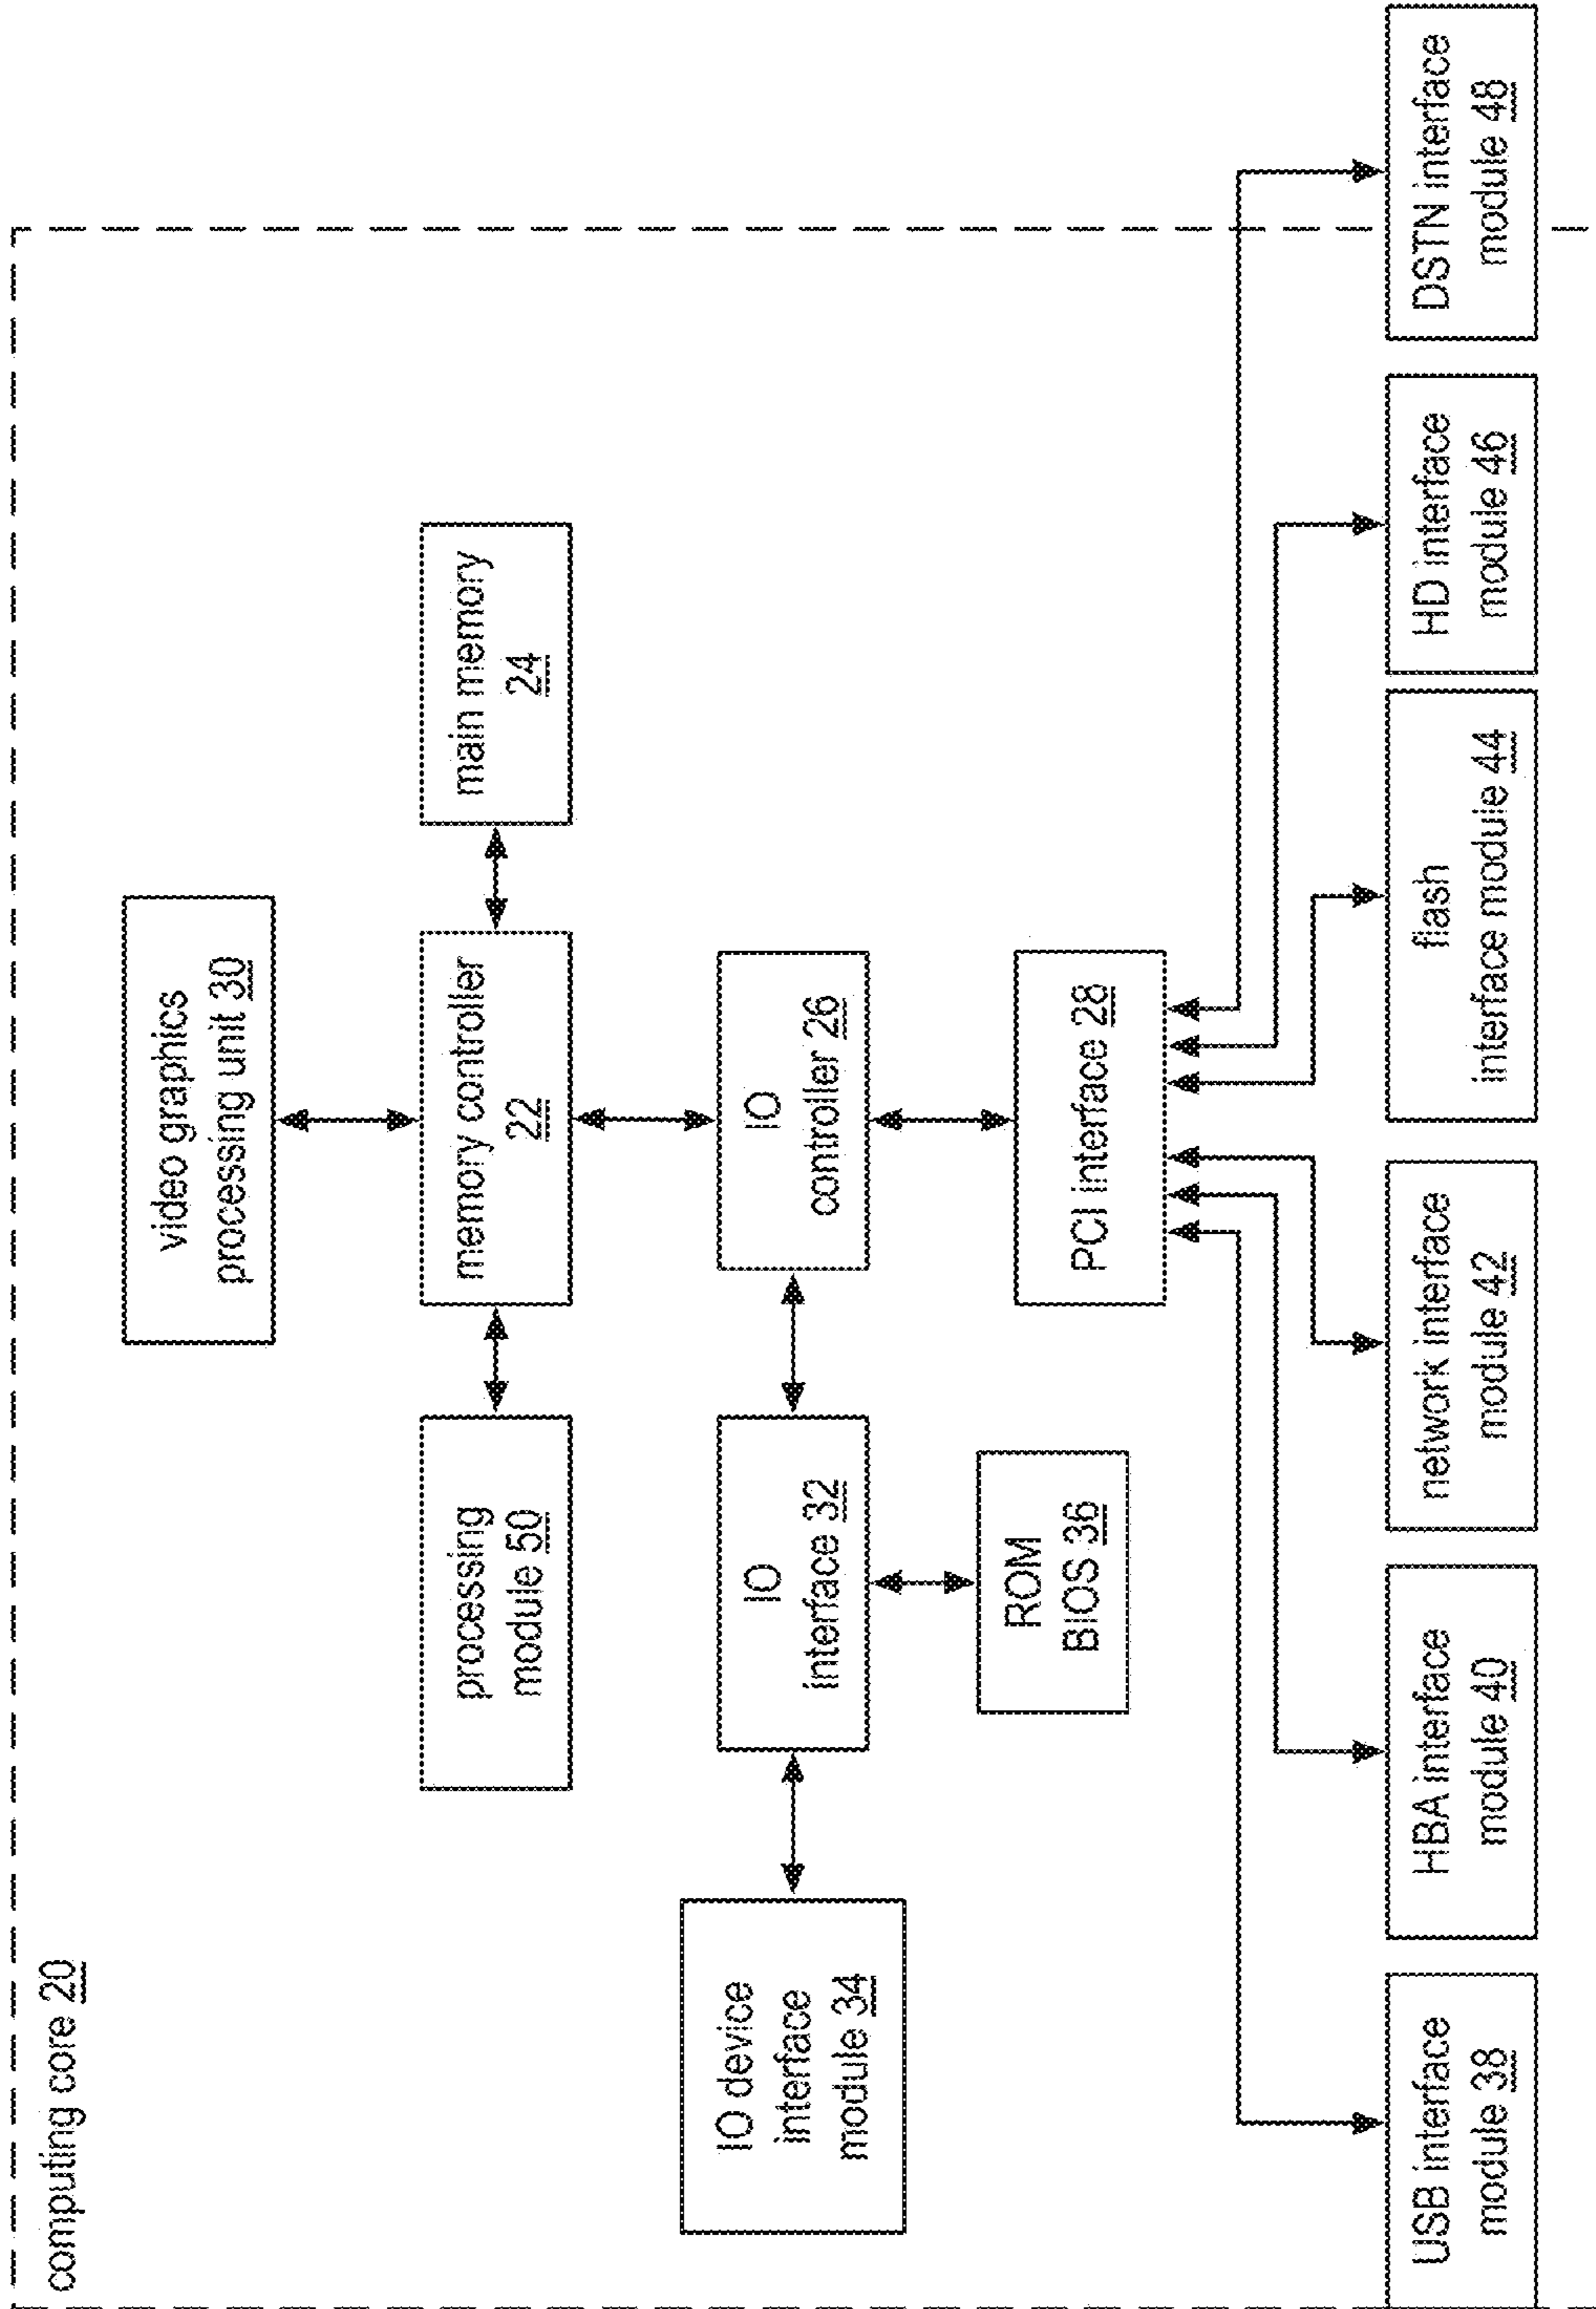 computing core 20
video graphics
processing unit 30
processing
module 50
memory controller
22
main memory
24
IO device
interface
module 34
IO
interface 32
IO
controller 26
ROM
BIOS 36
PCI interface 28
USB interface
module 38
HBA interface
module 40
network interface
module 42
flash
interface module 44
HD interface
module 46
DSTN interface
module 48